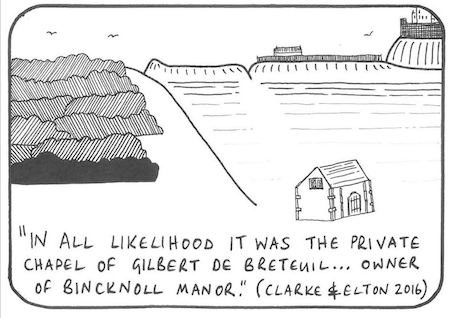 "IN ALL LIKELIHOOD IT WAS THE PRIVATE
CHAPEL OF GILBERT DE BRETEUIL... OWNER
OF BINCKNOLL MANOR." (CLARKE & ELTON 2016)